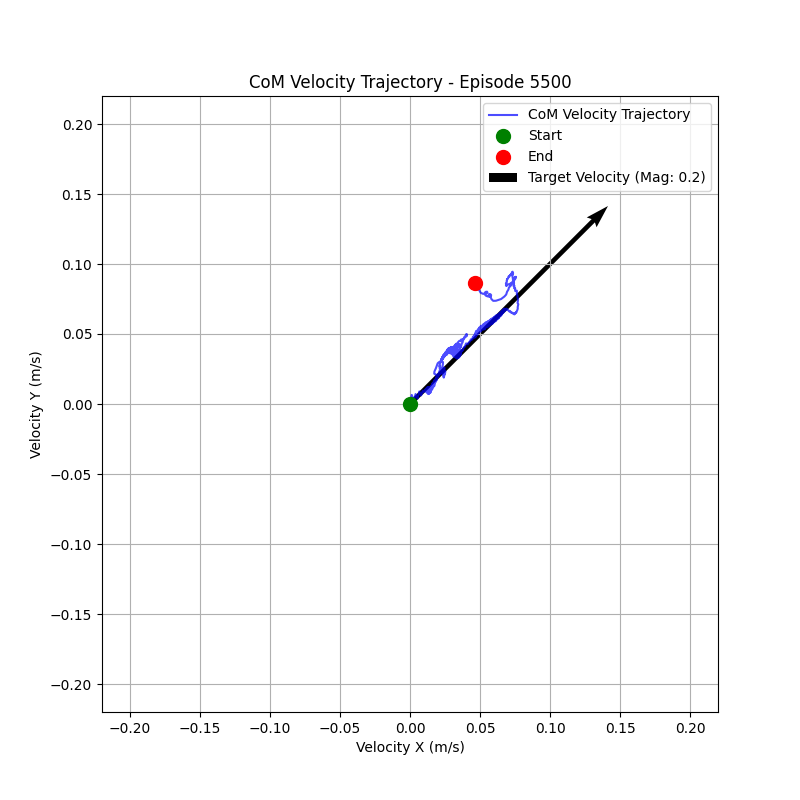 CoM Velocity Trajectory - Episode 5500
CoM Velocity Trajectory
Start
End
Target Velocity (Mag: 0.2)
Velocity Y (m/s)
0.20
0.15
0.10
0.05
0.00
−0.05
−0.10
−0.15
−0.20
−0.20 −0.15 −0.10 −0.05 0.00 0.05 0.10 0.15 0.20
Velocity X (m/s)